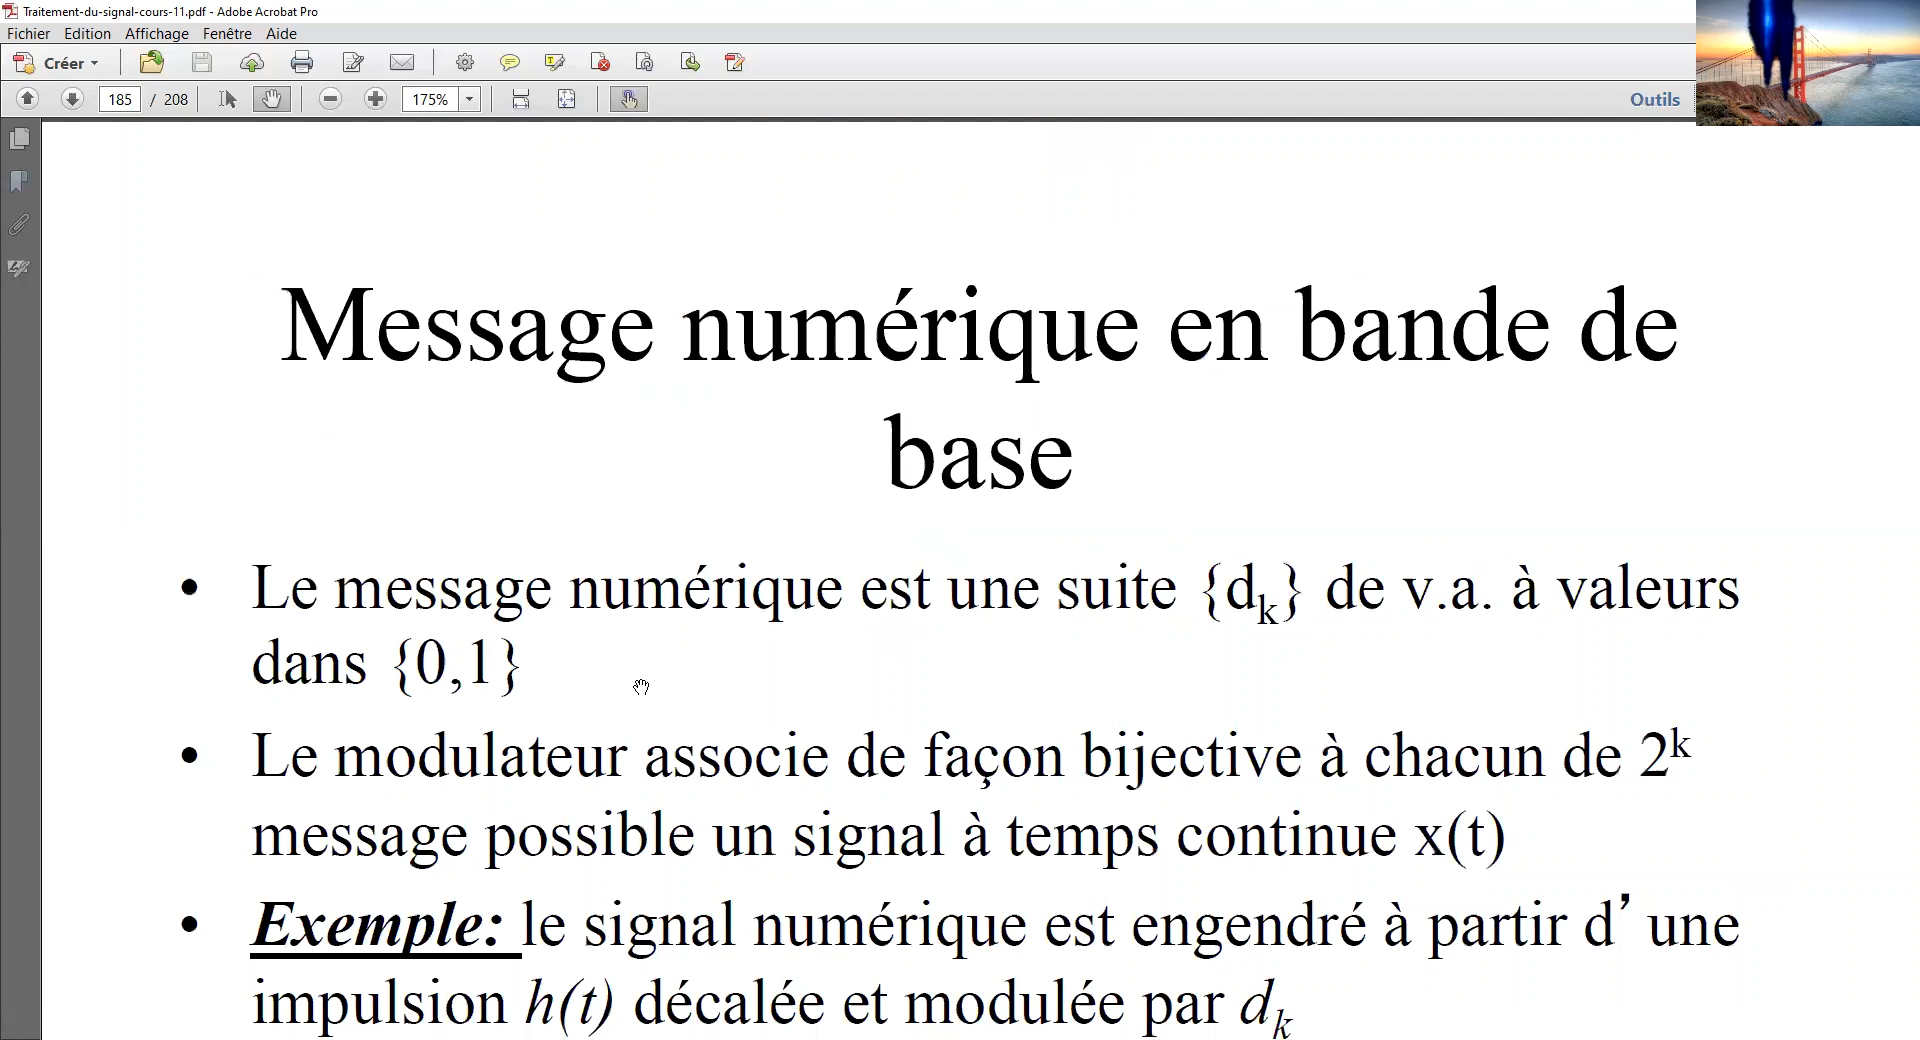 Traitement-du-signal-cours-11.pdf - Adobe Acrobat Pro
Fichier Edition Affichage Fenêtre Aide
Créer
185 / 208 175% Outils
Message numérique en bande de
base
• Le message numérique est une suite {dk} de v.a. à valeurs
dans {0,1}
• Le modulateur associe de façon bijective à chacun de 2^k
message possible un signal à temps continue x(t)
• Exemple: le signal numérique est engendré à partir d’une
impulsion h(t) décalée et modulée par dk